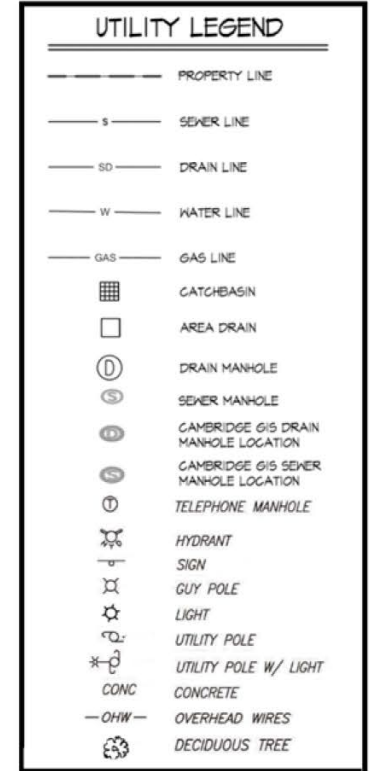 UTILITY LEGEND
PROPERTY LINE
S SEWER LINE
SD DRAIN LINE
W WATER LINE
GAS GAS LINE
CATCHBASIN
AREA DRAIN
D DRAIN MANHOLE
S SEWER MANHOLE
D CAMBRIDGE GIS DRAIN
MANHOLE LOCATION
S CAMBRIDGE GIS SEWER
MANHOLE LOCATION
T TELEPHONE MANHOLE
HYDRANT
SIGN
GUY POLE
LIGHT
UTILITY POLE
UTILITY POLE W/ LIGHT
CONC CONCRETE
OHW OVERHEAD WIRES
DECIDUOUS TREE